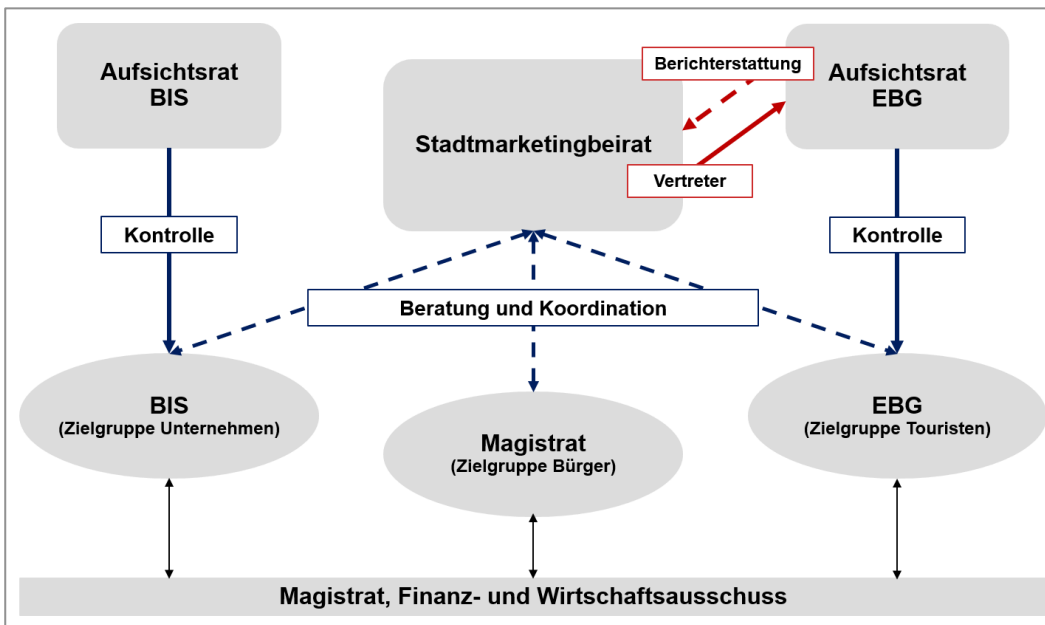 Aufsichtsrat
BIS
Stadtmarketingbeirat
Berichterstattung
Aufsichtsrat
EBG
Vertreter
Kontrolle
Kontrolle
Beratung und Koordination
BIS
(Zielgruppe Unternehmen)
Magistrat
(Zielgruppe Bürger)
EBG
(Zielgruppe Touristen)
Magistrat, Finanz- und Wirtschaftsausschuss